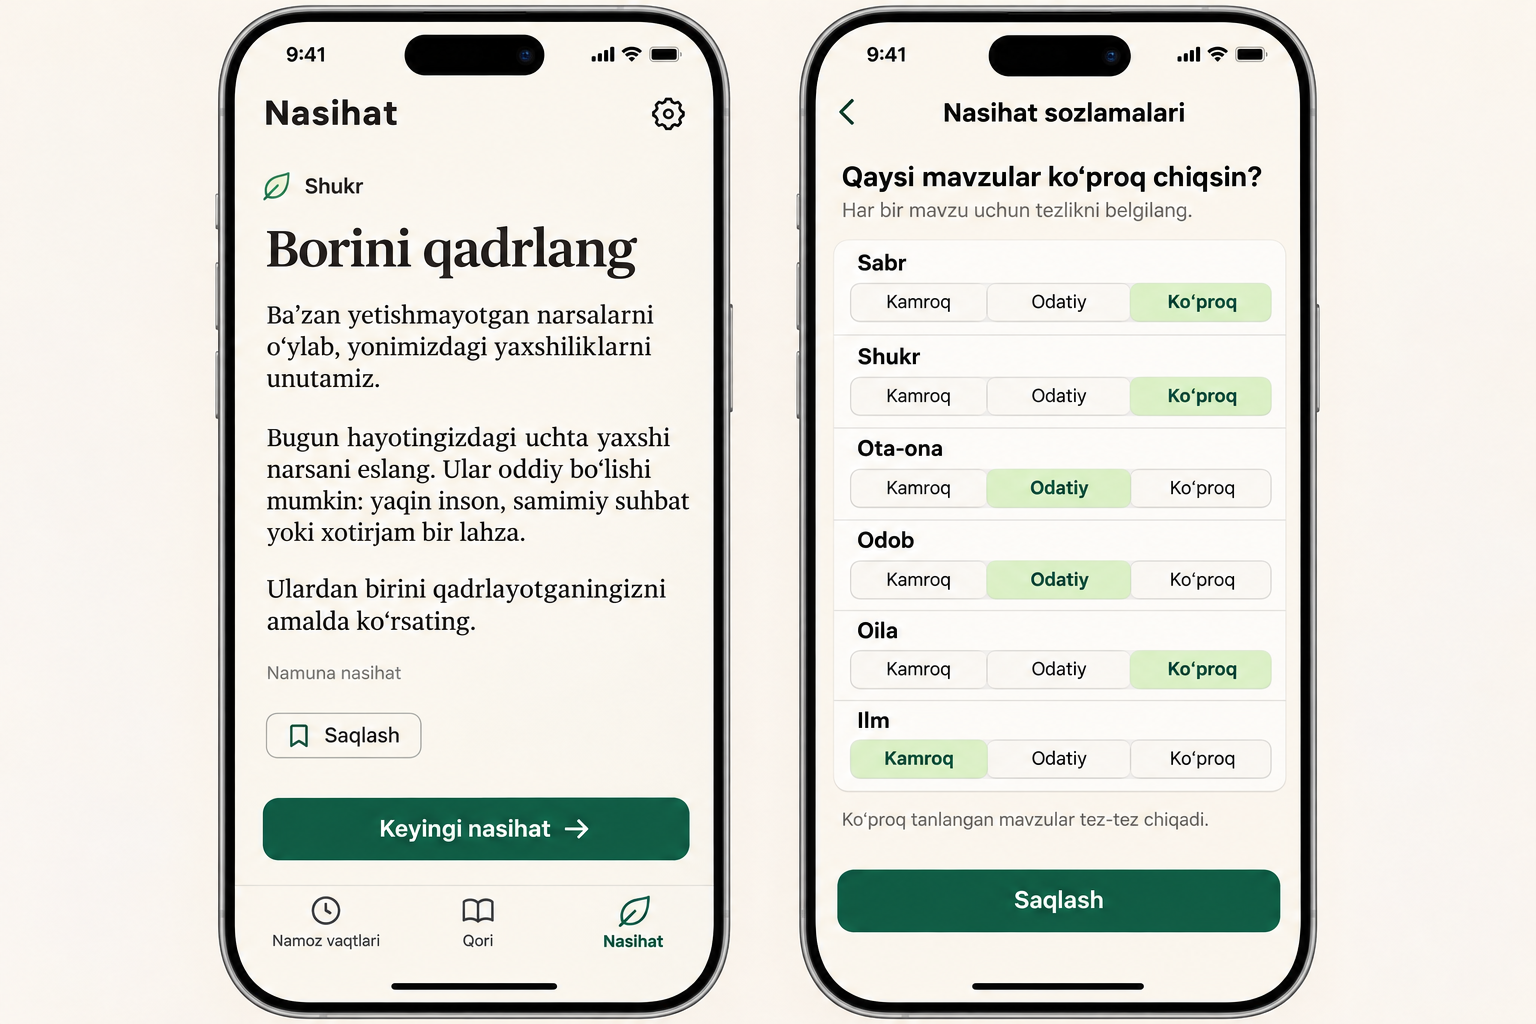 9:41
Nasihat
Shukr
Borini qadrlang
Ba’zan yetishmayotgan narsalarni
o‘ylab, yonimizdagi yaxshiliklarni
unutamiz.
Bugun hayotingizdagi uchta yaxshi
narsani eslang. Ular oddiy bo‘lishi
mumkin: yaqin inson, samimiy suhbat
yoki xotirjam bir lahza.
Ulardan birini qadrlayotganingizni
amalda ko‘rsating.
Namuna nasihat
Saqlash
Keyingi nasihat →
Namoz vaqtlari Qori Nasihat
9:41
Nasihat sozlamalari
Qaysi mavzular ko‘proq chiqsin?
Har bir mavzu uchun tezlikni belgilang.
Sabr
Kamroq Odatiy Ko‘proq
Shukr
Kamroq Odatiy Ko‘proq
Ota-ona
Kamroq Odatiy Ko‘proq
Odob
Kamroq Odatiy Ko‘proq
Oila
Kamroq Odatiy Ko‘proq
Ilm
Kamroq Odatiy Ko‘proq
Ko‘proq tanlangan mavzular tez-tez chiqadi.
Saqlash